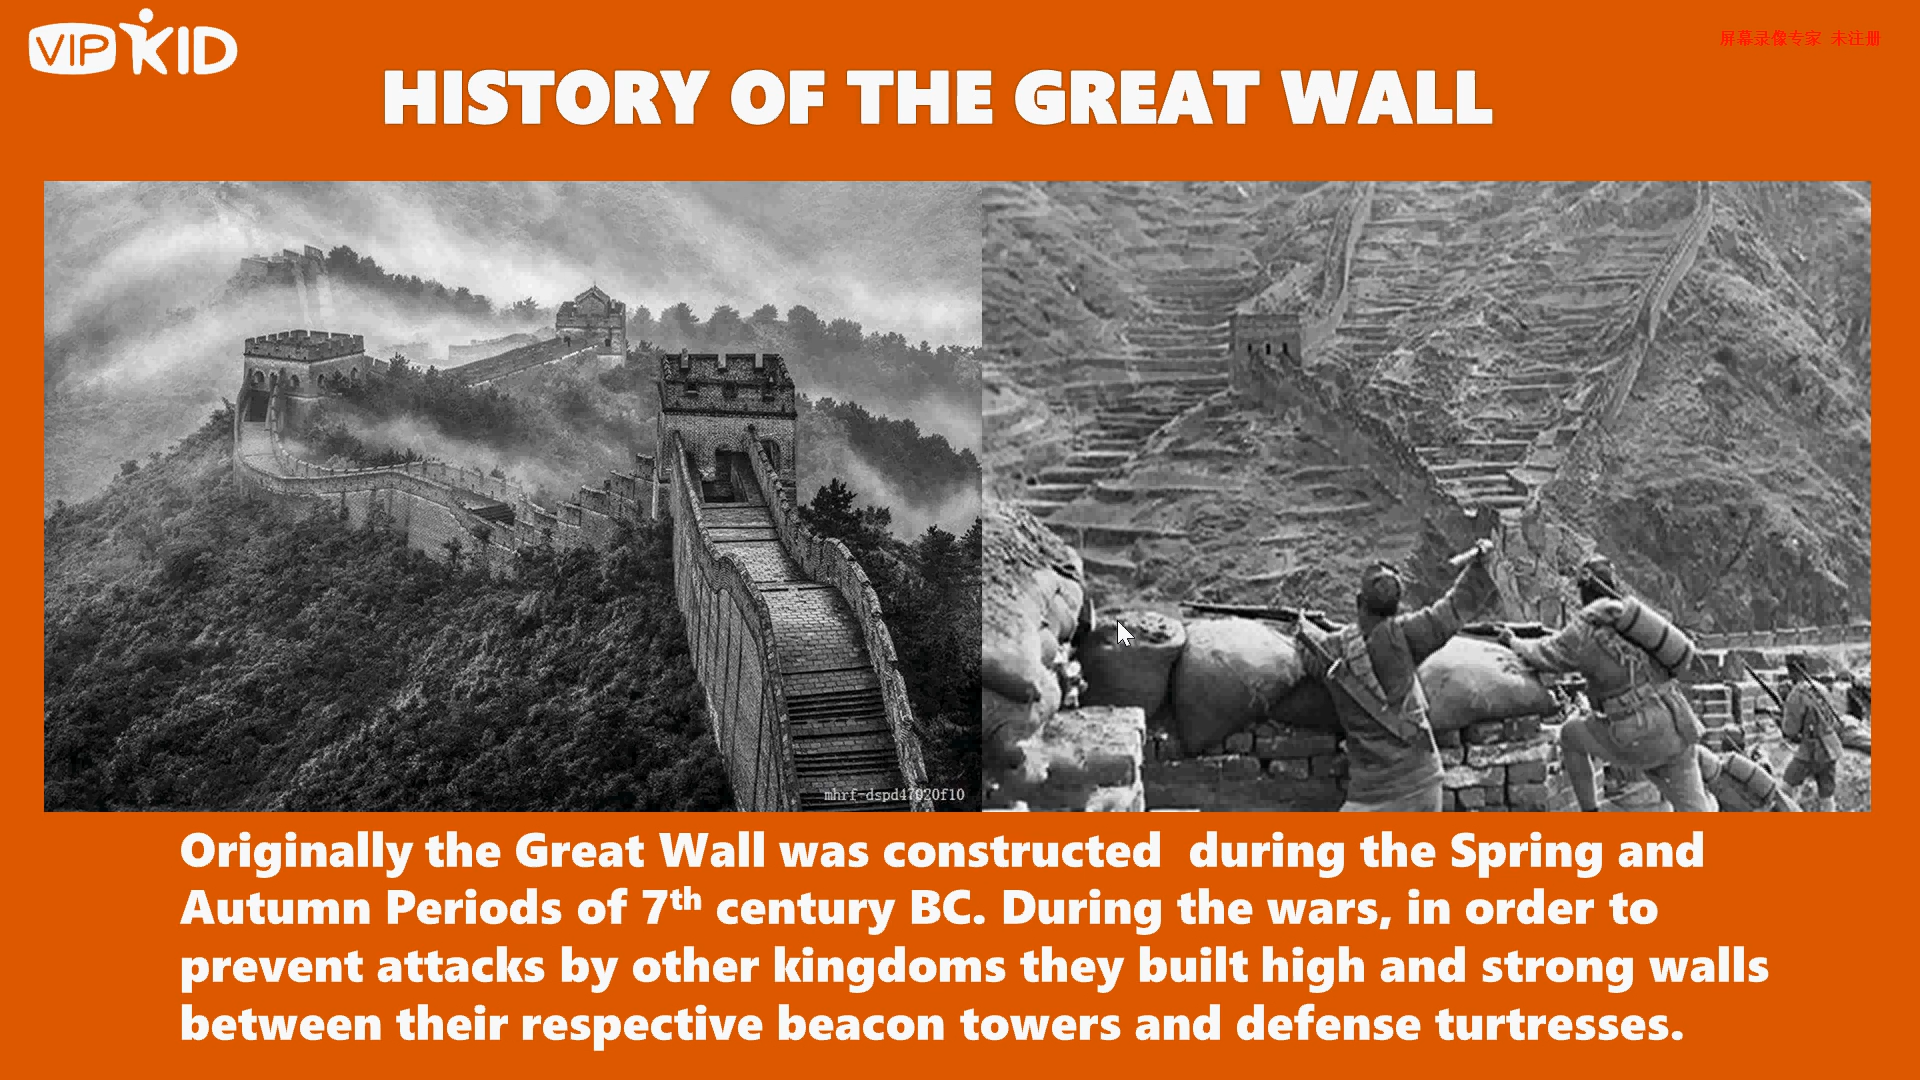 VIPKID
屏幕录像专家 未注册
HISTORY OF THE GREAT WALL
mhrf-dspd47020f10
Originally the Great Wall was constructed during the Spring and
Autumn Periods of 7th century BC. During the wars, in order to
prevent attacks by other kingdoms they built high and strong walls
between their respective beacon towers and defense turtresses.